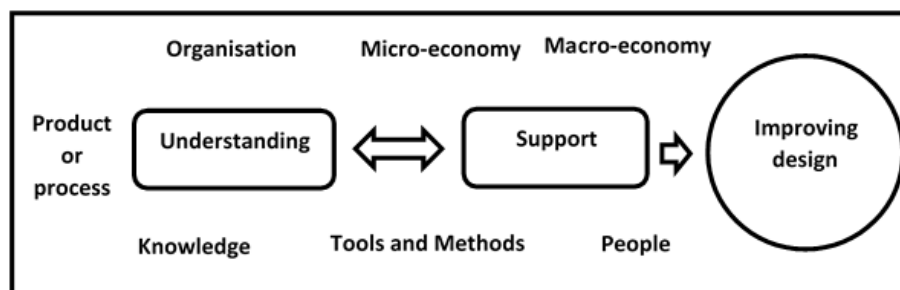 Organisation Micro-economy Macro-economy
Product
or
process
Understanding
Support
Improving
design
Knowledge Tools and Methods People